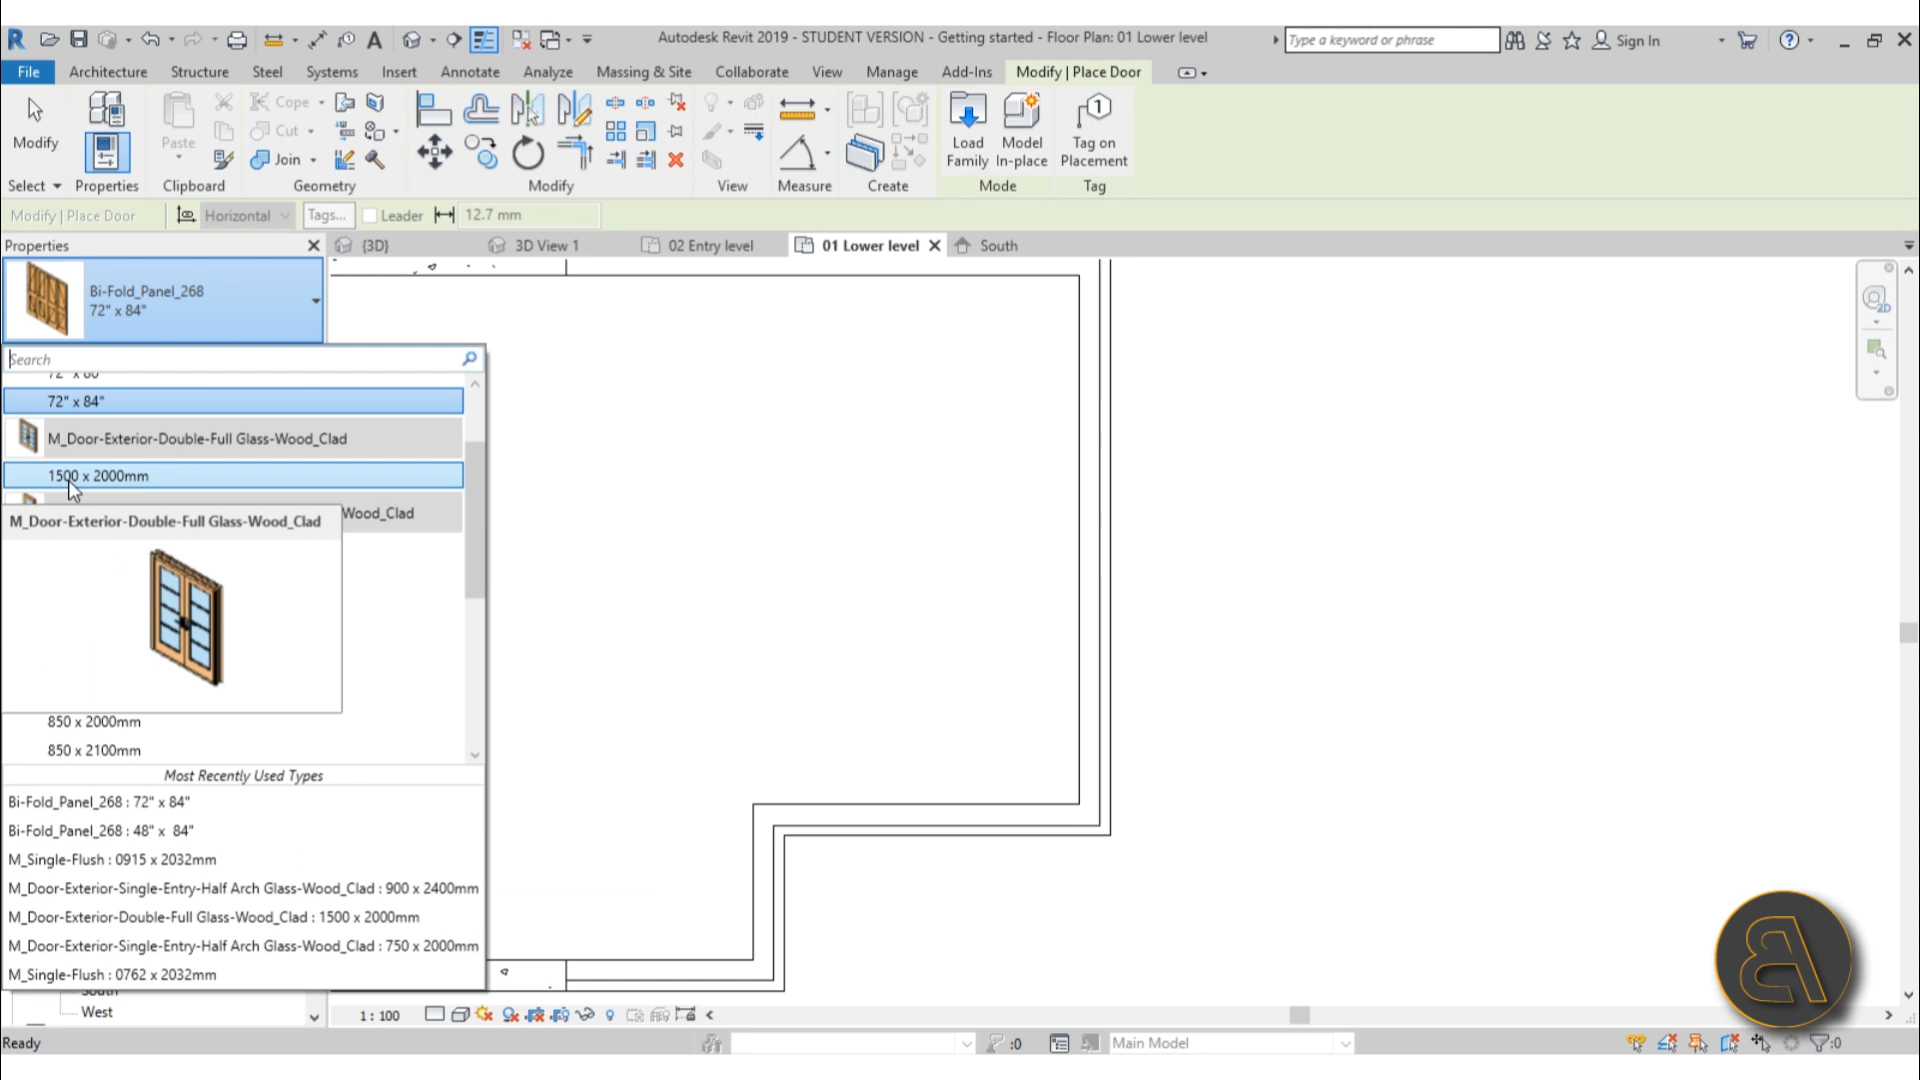 Autodesk Revit 2019 - STUDENT VERSION - Getting started - Floor Plan: 01 Lower level
Type a keyword or phrase
Sign In
File Architecture Structure Steel Systems Insert Annotate Analyze Massing & Site Collaborate View Manage Add-Ins Modify | Place Door
Modify
Paste
Cope
Cut
Join
Load Family
Model In-place
Tag on Placement
Select Properties Clipboard Geometry Modify View Measure Create Mode Tag
Modify | Place Door Horizontal Tags... Leader 12.7 mm
Properties
{3D} 3D View 1 02 Entry level 01 Lower level South
Bi-Fold_Panel_268
72" x 84"
2D
Search
72" x 84"
M_Door-Exterior-Double-Full Glass-Wood_Clad
1500 x 2000mm
Wood_Clad
M_Door-Exterior-Double-Full Glass-Wood_Clad
850 x 2000mm
850 x 2100mm
Most Recently Used Types
Bi-Fold_Panel_268 : 72" x 84"
Bi-Fold_Panel_268 : 48" x 84"
M_Single-Flush : 0915 x 2032mm
M_Door-Exterior-Single-Entry-Half Arch Glass-Wood_Clad : 900 x 2400mm
M_Door-Exterior-Double-Full Glass-Wood_Clad : 1500 x 2000mm
M_Door-Exterior-Single-Entry-Half Arch Glass-Wood_Clad : 750 x 2000mm
M_Single-Flush : 0762 x 2032mm
South
West
1 : 100
Ready
:0
Main Model
:0